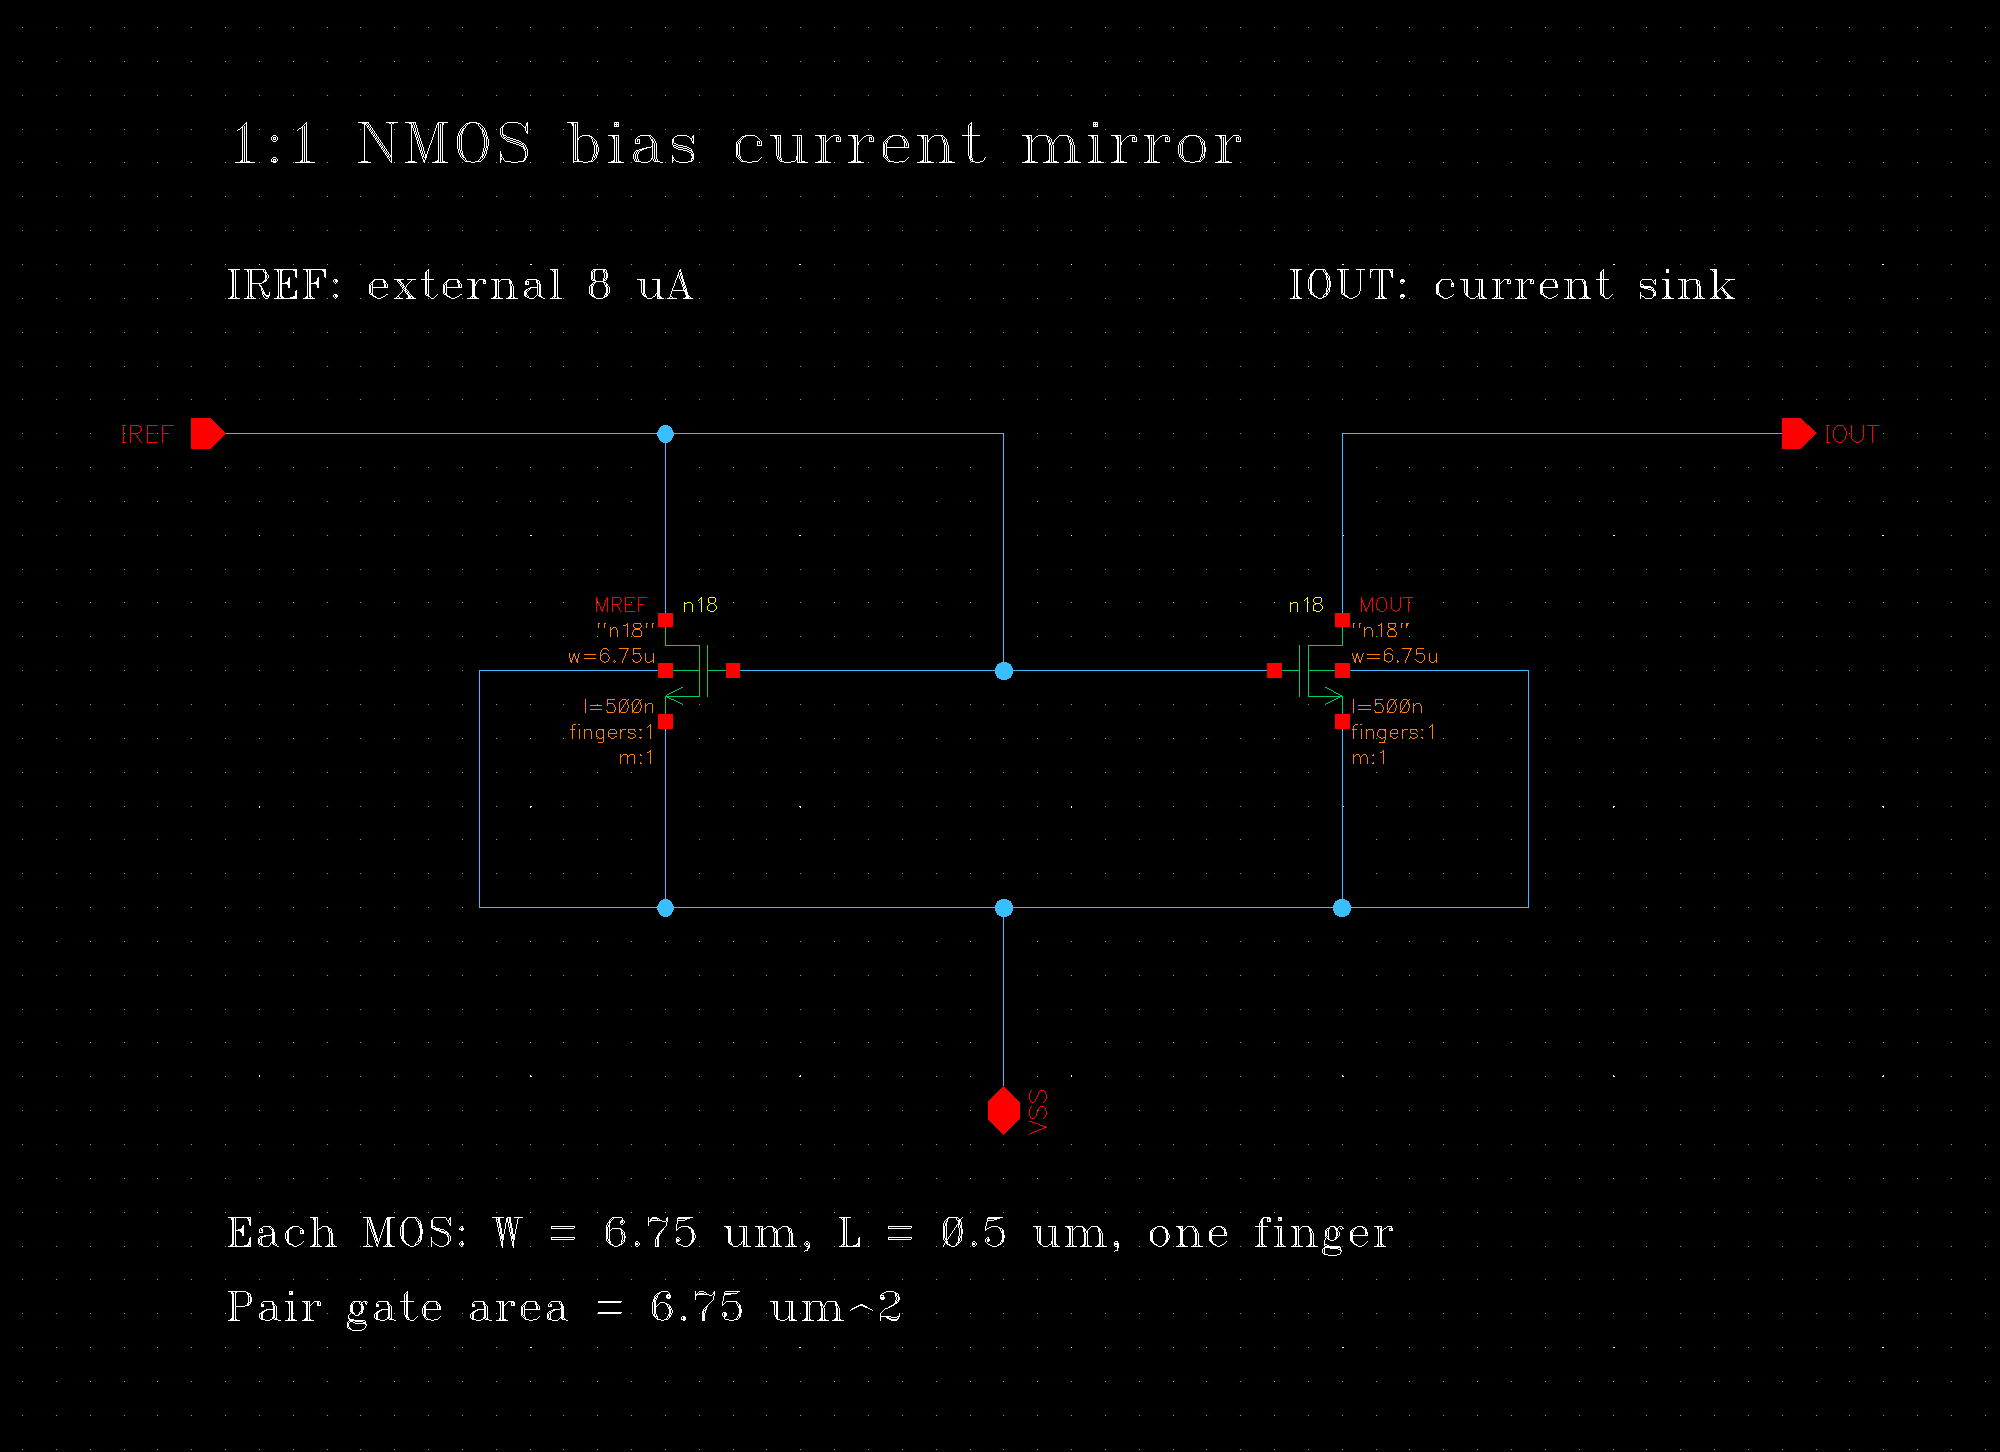 1:1 NMOS bias current mirror
IREF: external 8 uA
IOUT: current sink
IREF
IOUT
MREF n18
"n18"
w=6.75u
l=500n
fingers:1
m:1
n18 MOUT
"n18"
w=6.75u
l=500n
fingers:1
m:1
VSS
Each MOS: W = 6.75 um, L = 0.5 um, one finger
Pair gate area = 6.75 um^2